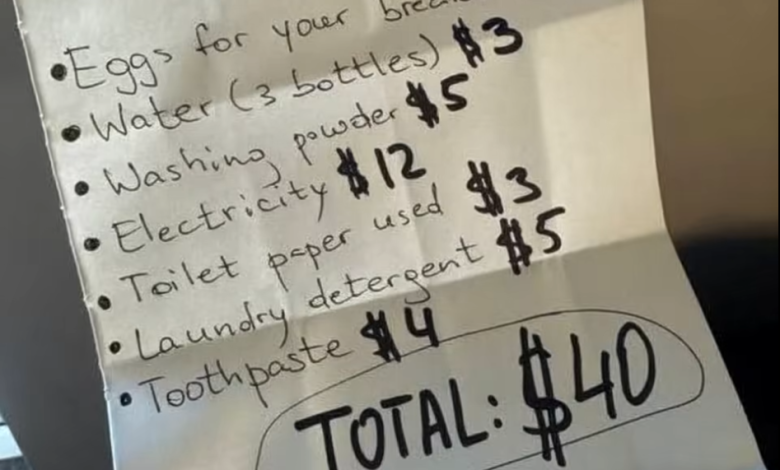 • Eggs for your
• Water (3 bottles) $3
• Washing powder $5
• Electricity $12
• Toilet paper used $3
• Laundry detergent $5
• Toothpaste $4
TOTAL: $40